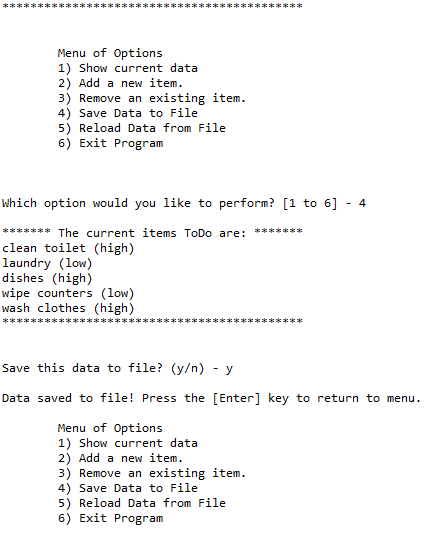 *******************************************
Menu of Options
1) Show current data
2) Add a new item.
3) Remove an existing item.
4) Save Data to File
5) Reload Data from File
6) Exit Program
Which option would you like to perform? [1 to 6] - 4
******* The current items ToDo are: *******
clean toilet (high)
laundry (low)
dishes (high)
wipe counters (low)
wash clothes (high)
*******************************************
Save this data to file? (y/n) - y
Data saved to file! Press the [Enter] key to return to menu.
Menu of Options
1) Show current data
2) Add a new item.
3) Remove an existing item.
4) Save Data to File
5) Reload Data from File
6) Exit Program